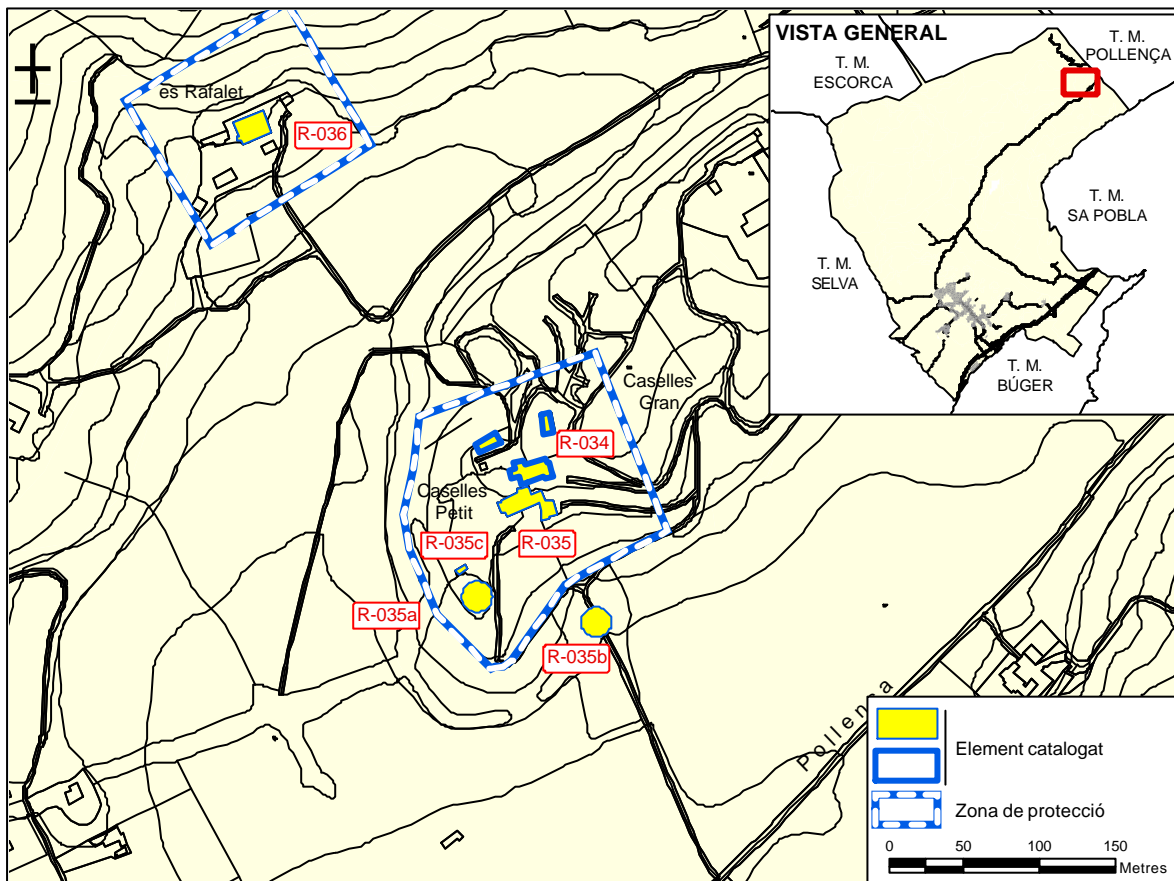 es Rafalet
R-036
VISTA GENERAL
T. M.
POLLENÇA
T. M.
ESCORCA
T. M.
SA POBLA
T. M.
SELVA
T. M.
BÚGER
Caselles
Gran
R-034
Caselles
Petit
R-035c
R-035
R-035a
R-035b
Pollensa
Element catalogat
Zona de protecció
0 50 100 150
Metres